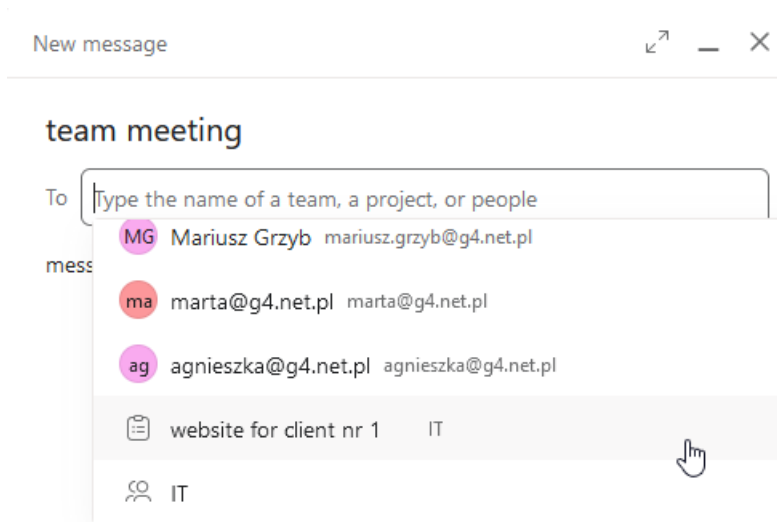 New message
team meeting
To Type the name of a team, a project, or people
MG Mariusz Grzyb mariusz.grzyb@g4.net.pl
mess
ma marta@g4.net.pl marta@g4.net.pl
ag agnieszka@g4.net.pl agnieszka@g4.net.pl
website for client nr 1 IT
IT